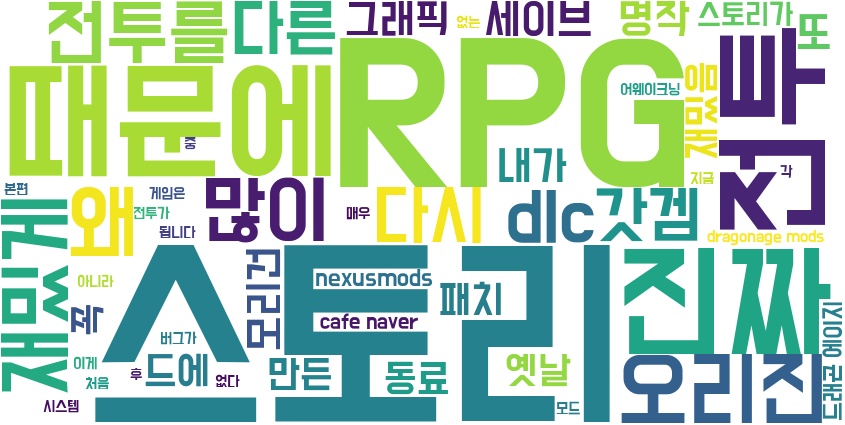 전투를
다른
그래픽
없는
세이브
명작
스토리가
또
때문에
RPG
어웨이크닝
재밌음
전투
중
본편
게임은
전투가
됩니다
왜
많이
매우
다시
내가
dlc
갓겜
지금
각
dragonage mods
재밌게
아니라
꼭
스토리
모리건
nexusmods
cafe naver
패치
진짜
이게
처음
버그가
후
드에
없다
만든
동료
옛날
오리진
드래곤 에이지
시스템
모드